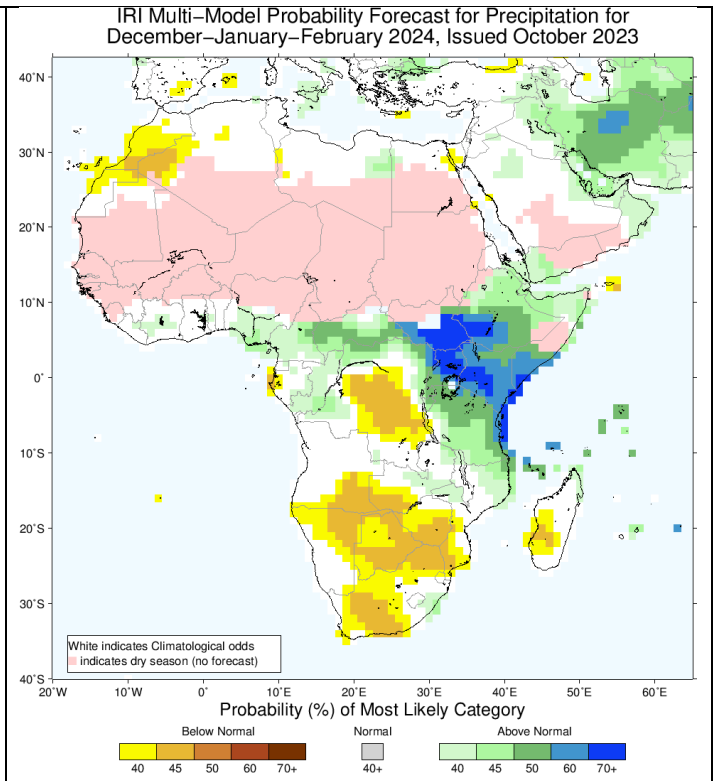 IRI Multi−Model Probability Forecast for Precipitation for
December−January−February 2024, Issued October 2023
40°N
30°N
20°N
10°N
0°
10°S
20°S
30°S
40°S
White indicates Climatological odds
indicates dry season (no forecast)
20°W 10°W 0° 10°E 20°E 30°E 40°E 50°E 60°E
Probability (%) of Most Likely Category
Below Normal Normal Above Normal
40 45 50 60 70+ 40+ 40 45 50 60 70+